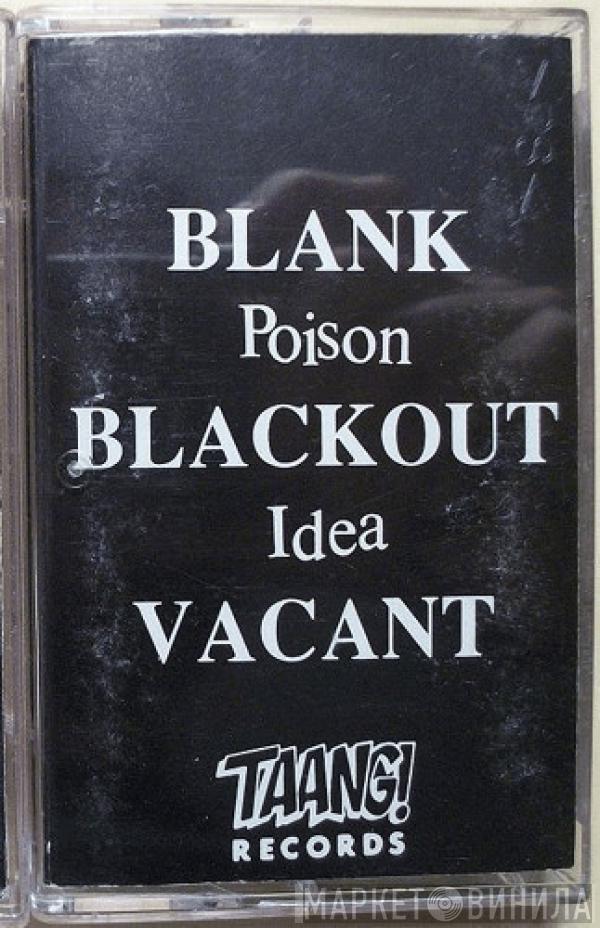 BLANK
Poison
BLACKOUT
Idea
VACANT
TAANG!
RECORDS
МАРКЕТ ВИНИЛА